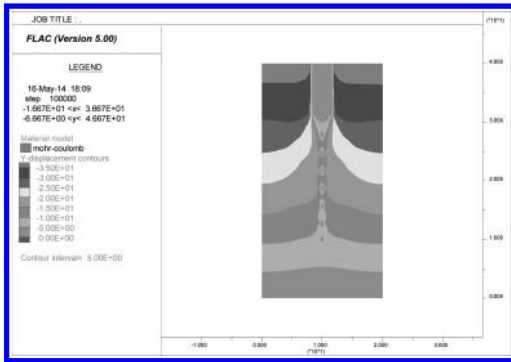 JOB TITLE : .
FLAC (Version 5.00)
LEGEND
16-May-14 18:09
step 100000
-1.667E+01 <x< 3.667E+01
-6.667E+00 <y< 4.667E+01
Material model
mohr-coulomb
Y-displacement contours
-3.50E+01
-3.00E+01
-2.50E+01
-2.00E+01
-1.50E+01
-1.00E+01
-5.00E+00
0.00E+00
Contour interval= 5.00E+00
(*10^1)
4.000
3.000
2.000
1.000
0.000
-1.000 0.000 1.000 2.000 3.000
(*10^1)